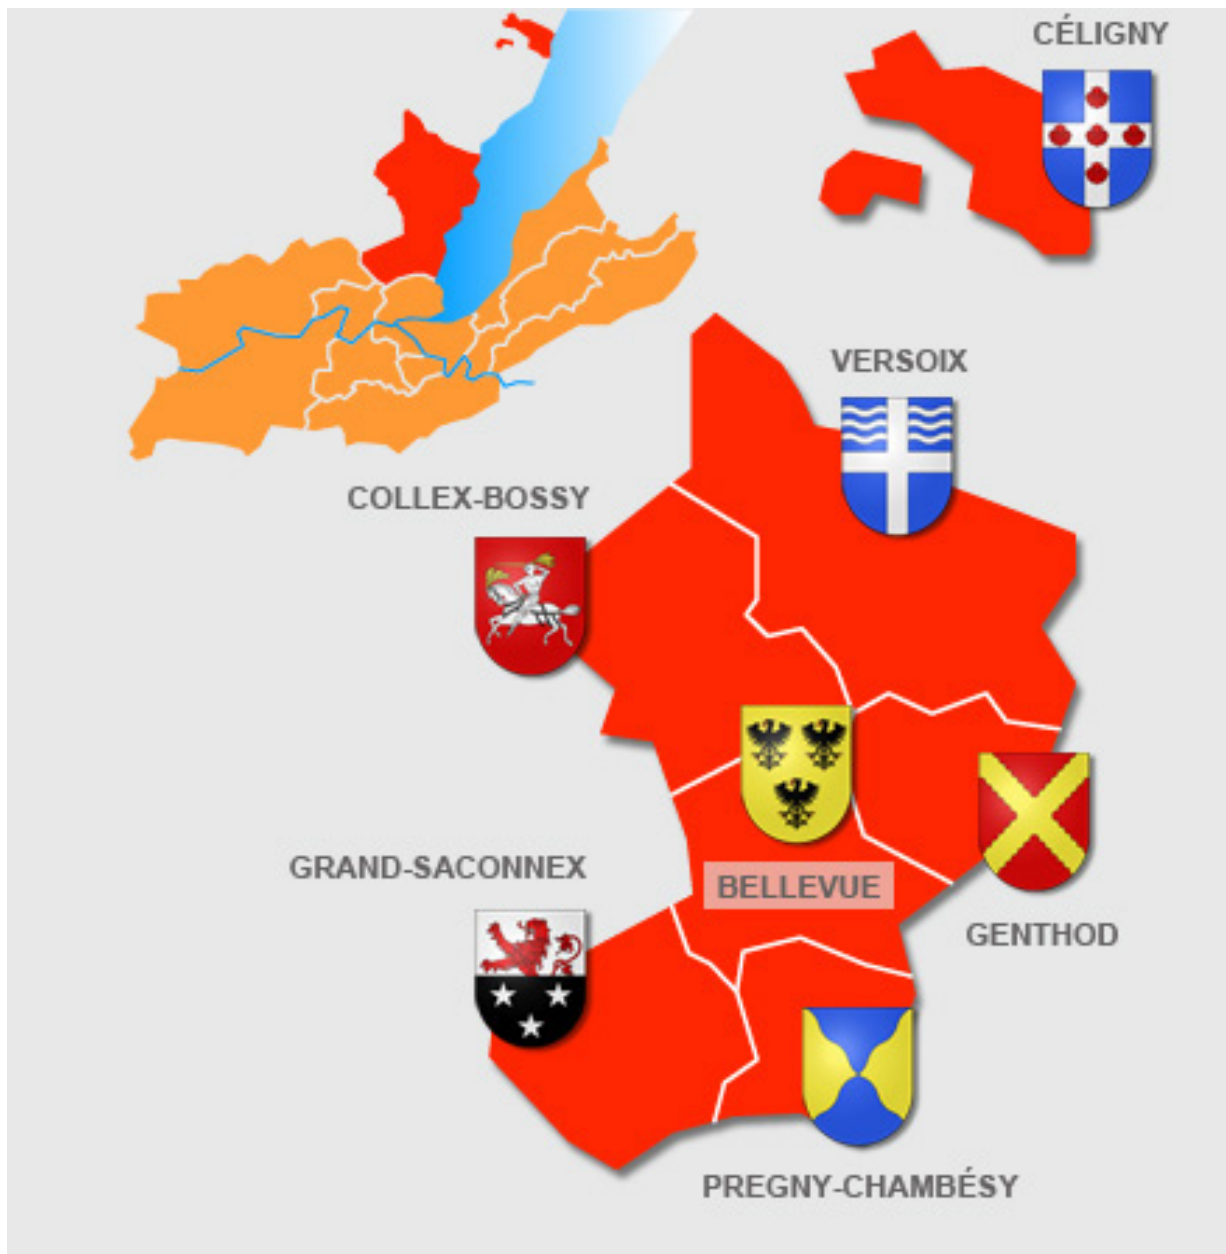 CÉLIGNY
VERSOIX
COLLEX-BOSSY
GRAND-SACONNEX
BELLEVUE
GENTHOD
PREGNY-CHAMBÉSY